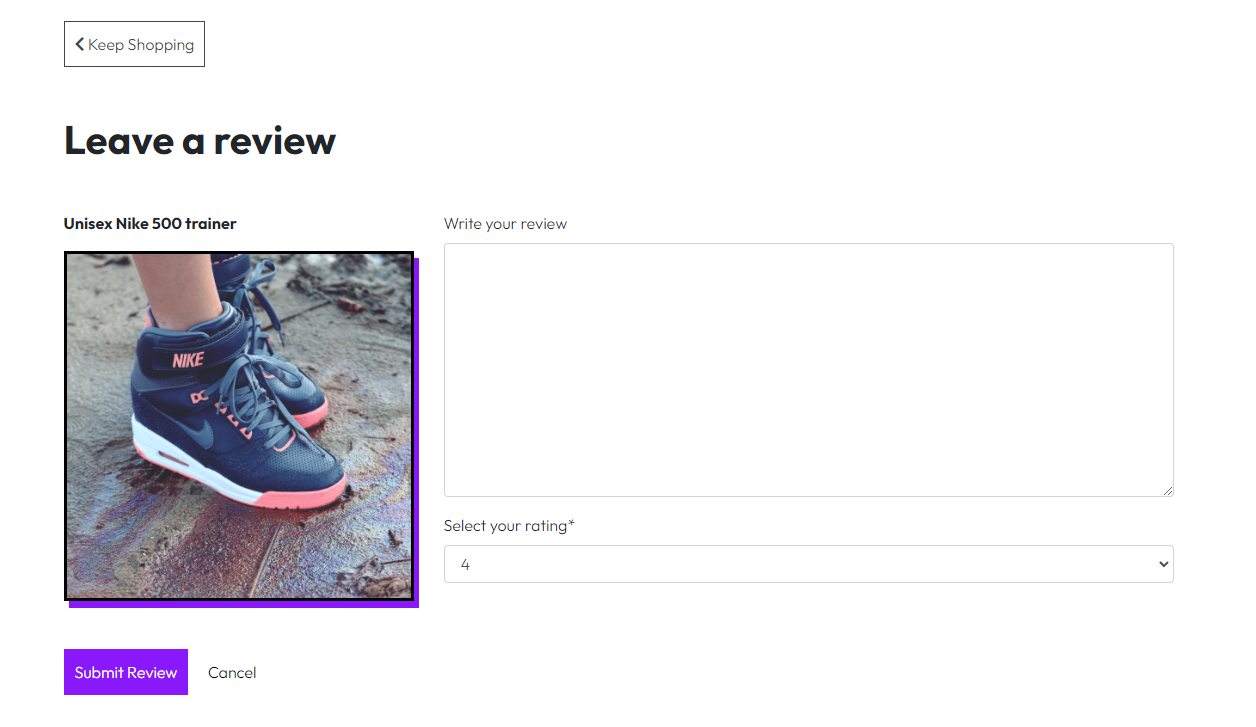 Keep Shopping
Leave a review
Unisex Nike 500 trainer
NIKE
Write your review
Select your rating*
4
Submit Review
Cancel